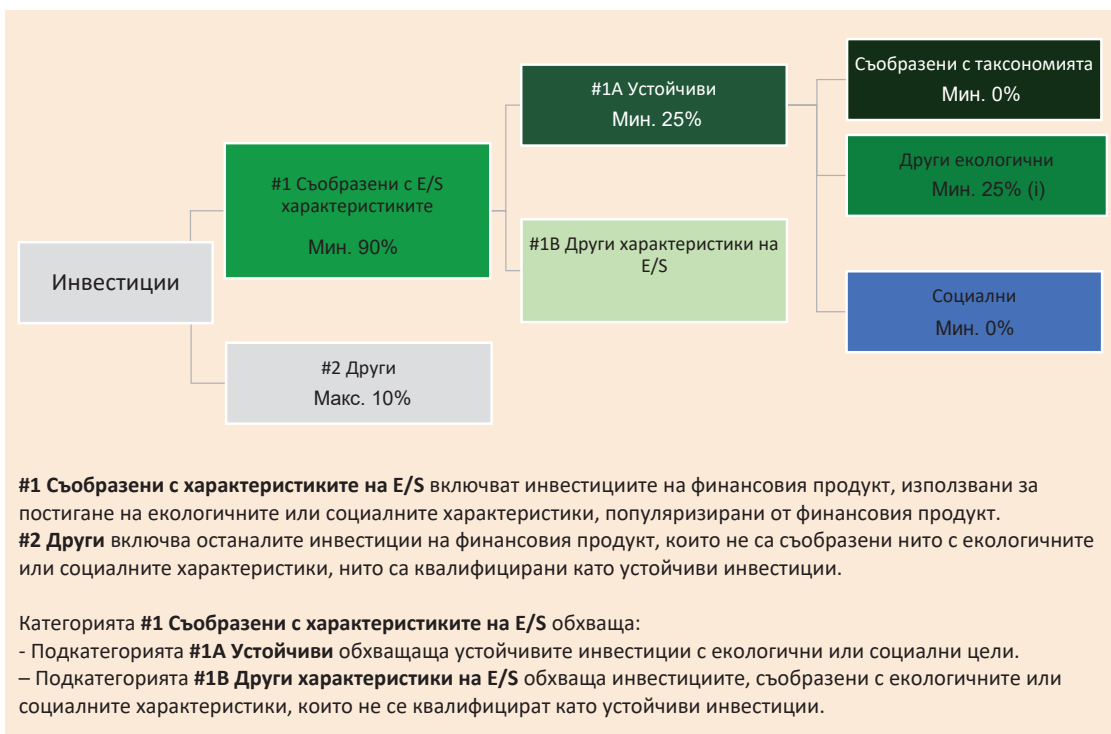 Инвестиции
#1 Съобразени с E/S
характеристиките
Мин. 90%
#2 Други
Макс. 10%
#1A Устойчиви
Мин. 25%
#1B Други характеристики на
E/S
Съобразени с таксономията
Мин. 0%
Други екологични
Мин. 25% (i)
Социални
Мин. 0%
#1 Съобразени с характеристиките на E/S включват инвестициите на финансовия продукт, използвани за
постигане на екологичните или социалните характеристики, популяризирани от финансовия продукт.
#2 Други включва останалите инвестиции на финансовия продукт, които не са съобразени нито с екологичните
или социалните характеристики, нито са квалифицирани като устойчиви инвестиции.
Категорията #1 Съобразени с характеристиките на E/S обхваща:
- Подкатегорията #1A Устойчиви обхващаща устойчивите инвестиции с екологични или социални цели.
– Подкатегорията #1B Други характеристики на E/S обхваща инвестициите, съобразени с екологичните или
социалните характеристики, които не се квалифицират като устойчиви инвестиции.